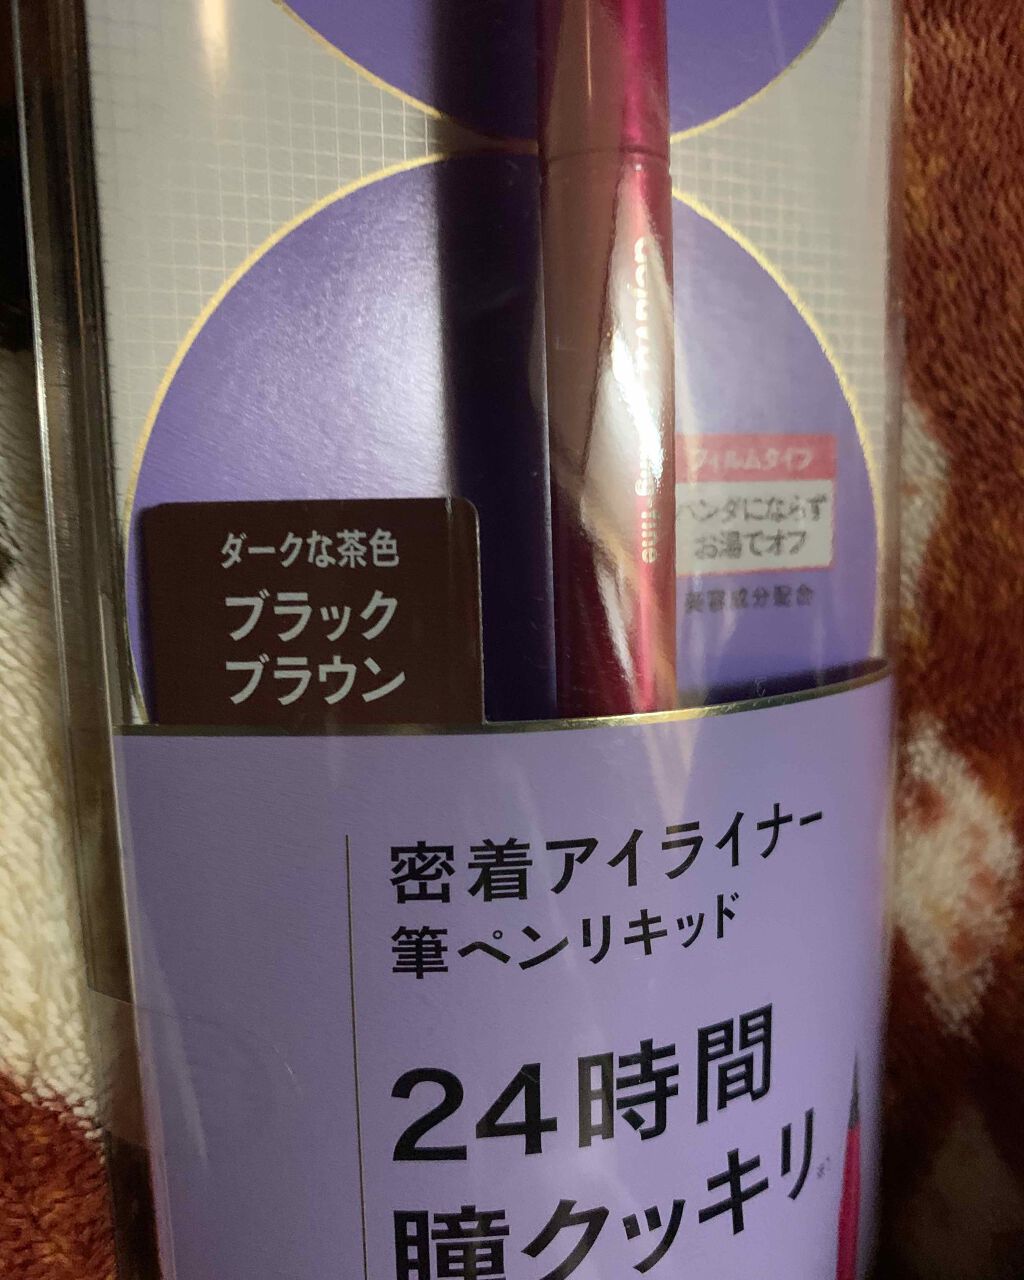 フィルムタイプ
パンダにならず
お湯でオフ
美容成分配合
ダークな茶色
ブラック
ブラウン
密着アイライナー
筆ペンリキッド
24時間
瞳クッキリ